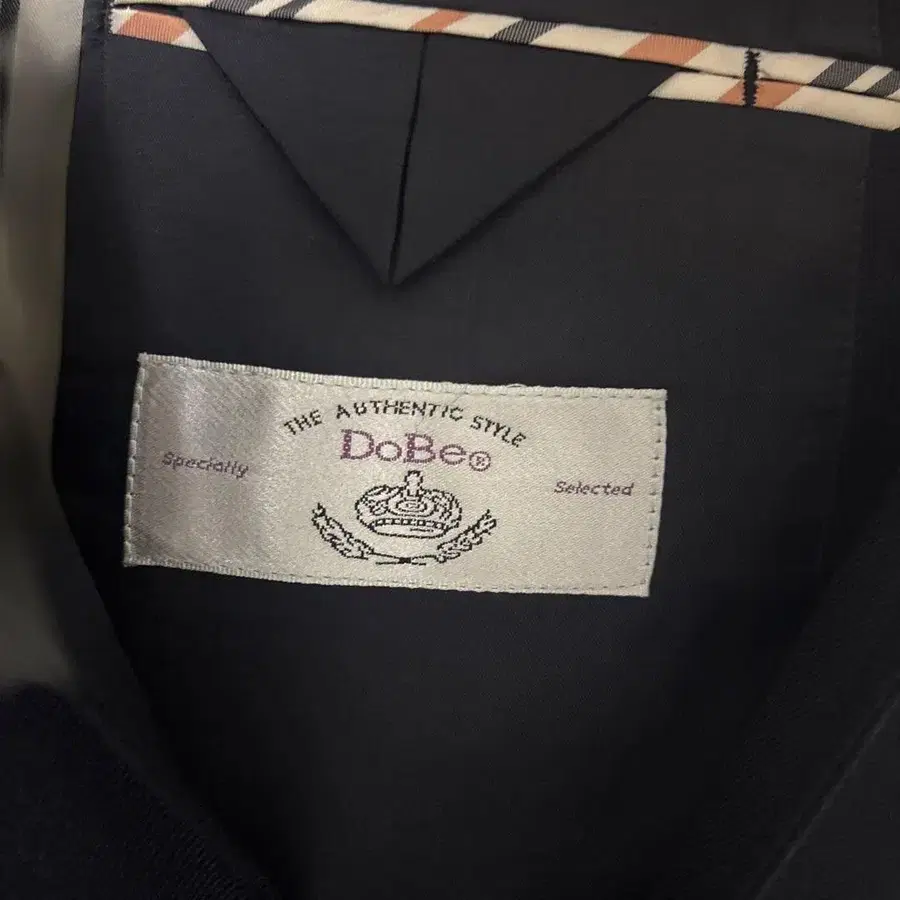 THE AUTHENTIC STYLE
DoBe®
Specially
Selected